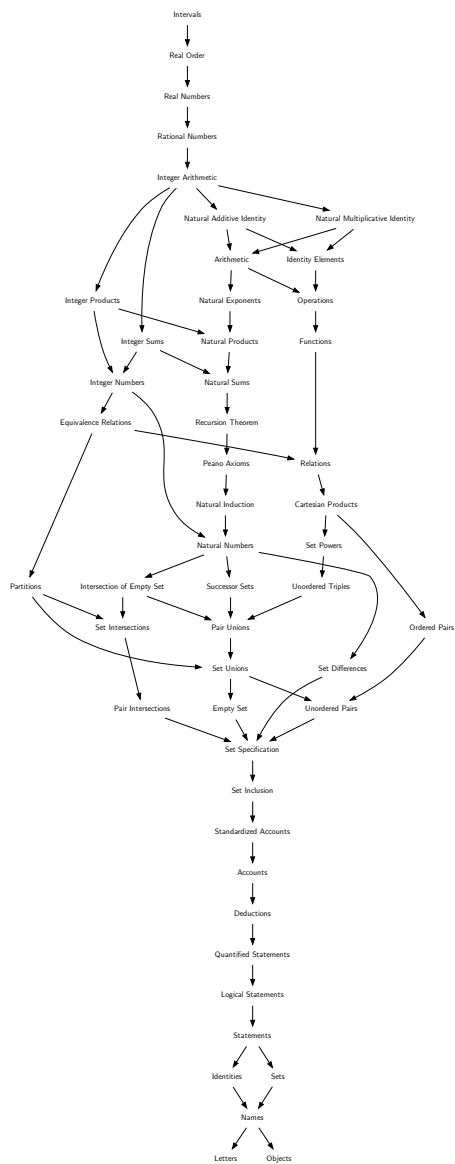 Intervals
Real Order
Real Numbers
Rational Numbers
Integer Arithmetic
Natural Additive Identity
Natural Multiplicative Identity
Arithmetic
Identity Elements
Integer Products
Natural Exponents
Operations
Integer Sums
Natural Products
Functions
Integer Numbers
Natural Sums
Equivalence Relations
Recursion Theorem
Peano Axioms
Relations
Natural Induction
Cartesian Products
Natural Numbers
Set Powers
Partitions
Intersection of Empty Set
Successor Sets
Unordered Triples
Set Intersections
Pair Unions
Ordered Pairs
Set Unions
Set Differences
Pair Intersections
Empty Set
Unordered Pairs
Set Specification
Set Inclusion
Standardized Accounts
Accounts
Deductions
Quantified Statements
Logical Statements
Statements
Identities
Sets
Names
Letters
Objects